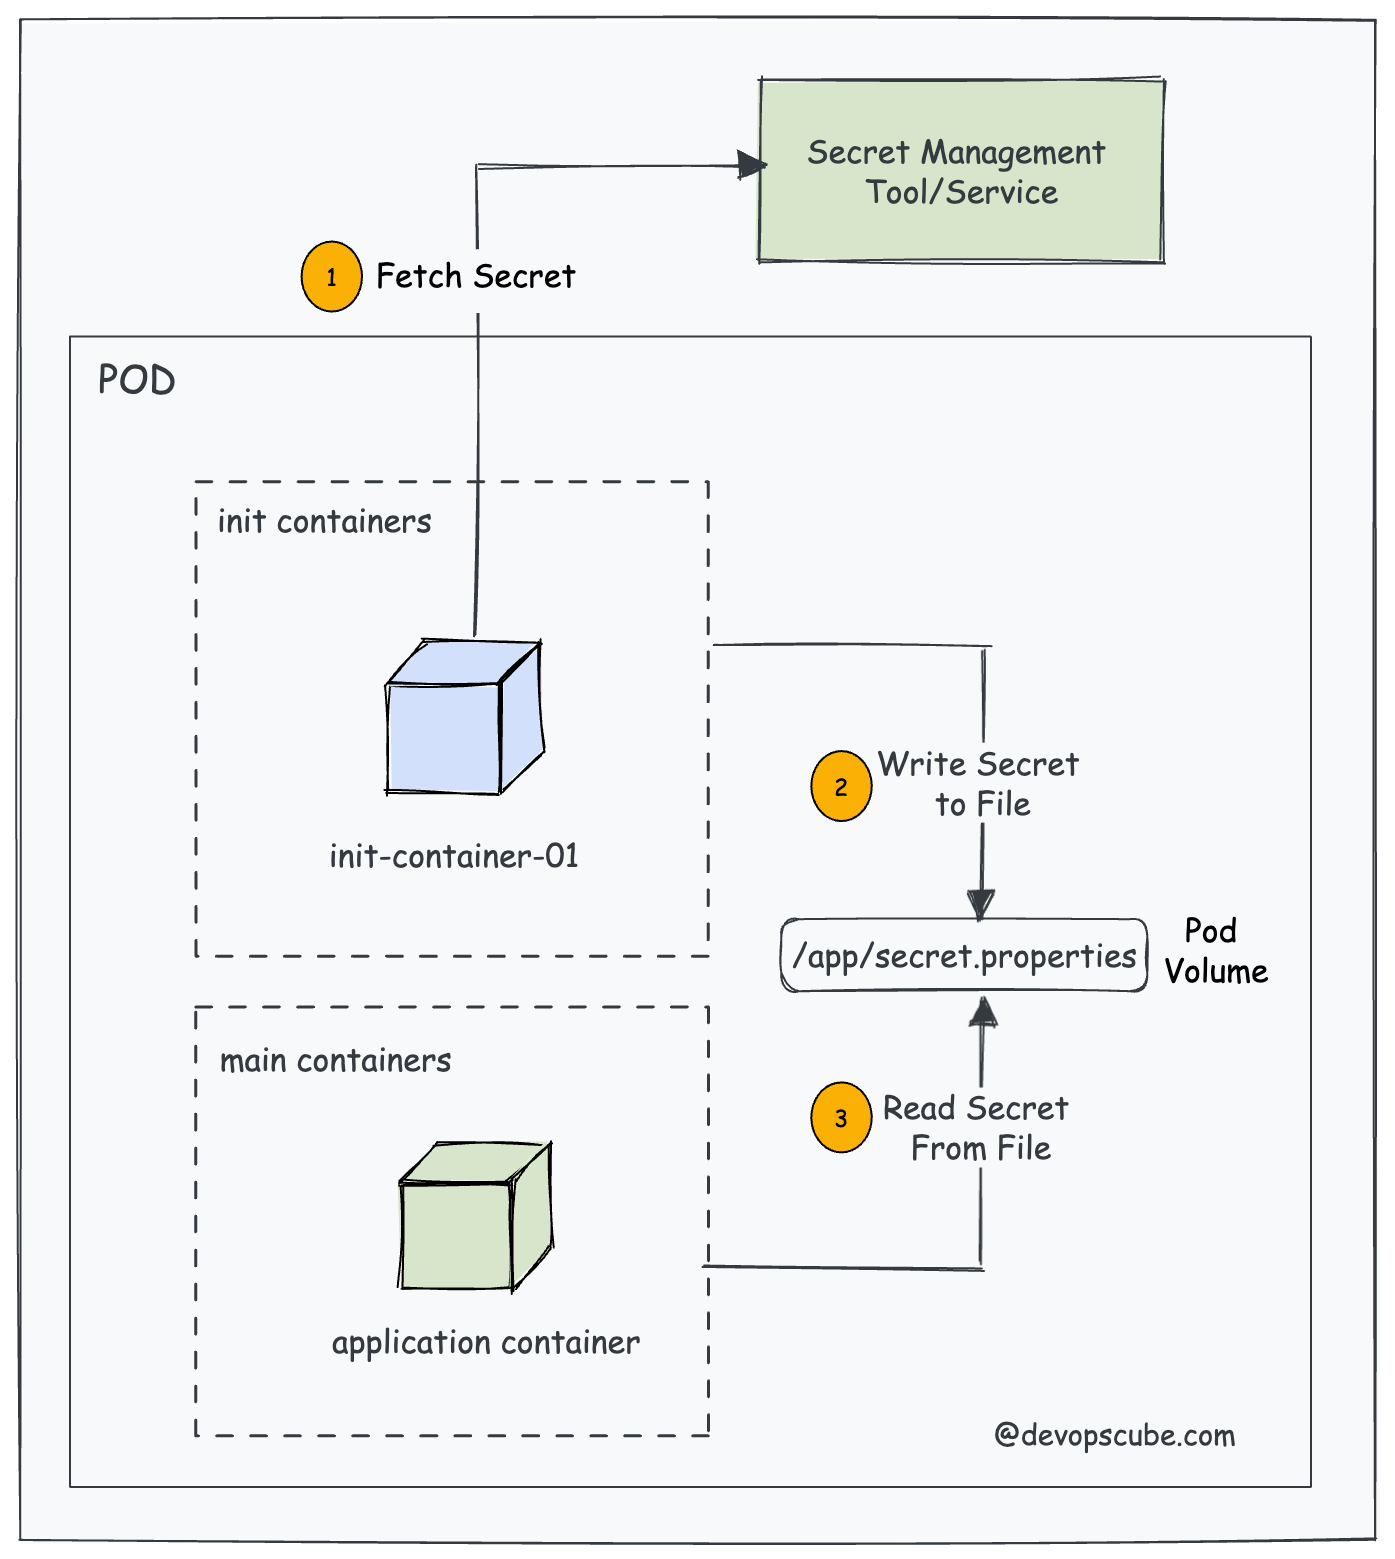 Secret Management
Tool/Service
1
Fetch Secret
POD
init containers
init-container-01
2
Write Secret
to File
/app/secret.properties
Pod
Volume
main containers
3
Read Secret
From File
application container
@devopscube.com